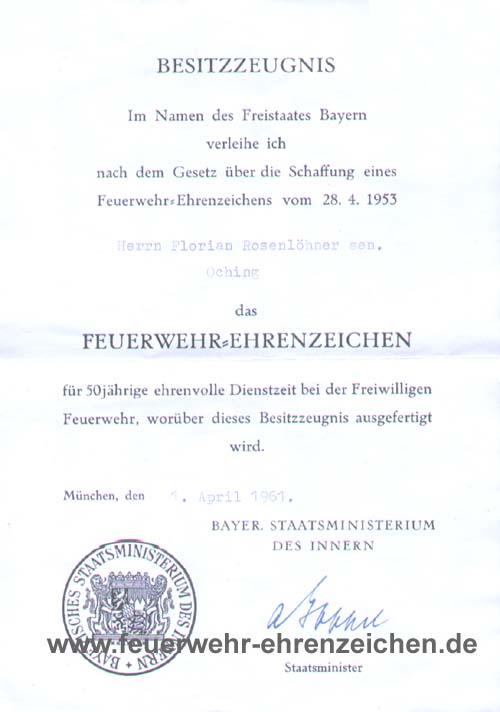 BESITZZEUGNIS
Im Namen des Freistaates Bayern
verleihe ich
nach dem Gesetz über die Schaffung eines
Feuerwehr=Ehrenzeichens vom 28. 4. 1953
Herrn Florian Rosenlöhner sen.
Oching
das
FEUERWEHR=EHRENZEICHEN
für 50jährige ehrenvolle Dienstzeit bei der Freiwilligen
Feuerwehr, worüber dieses Besitzzeugnis ausgefertigt
wird.
München, den 1. April 1961.
BAYER. STAATSMINISTERIUM
DES INNERN
BAYERISCHES STAATSMINISTERIUM DES INNERN
www.feuerwehr-ehrenzeichen.de
Staatsminister